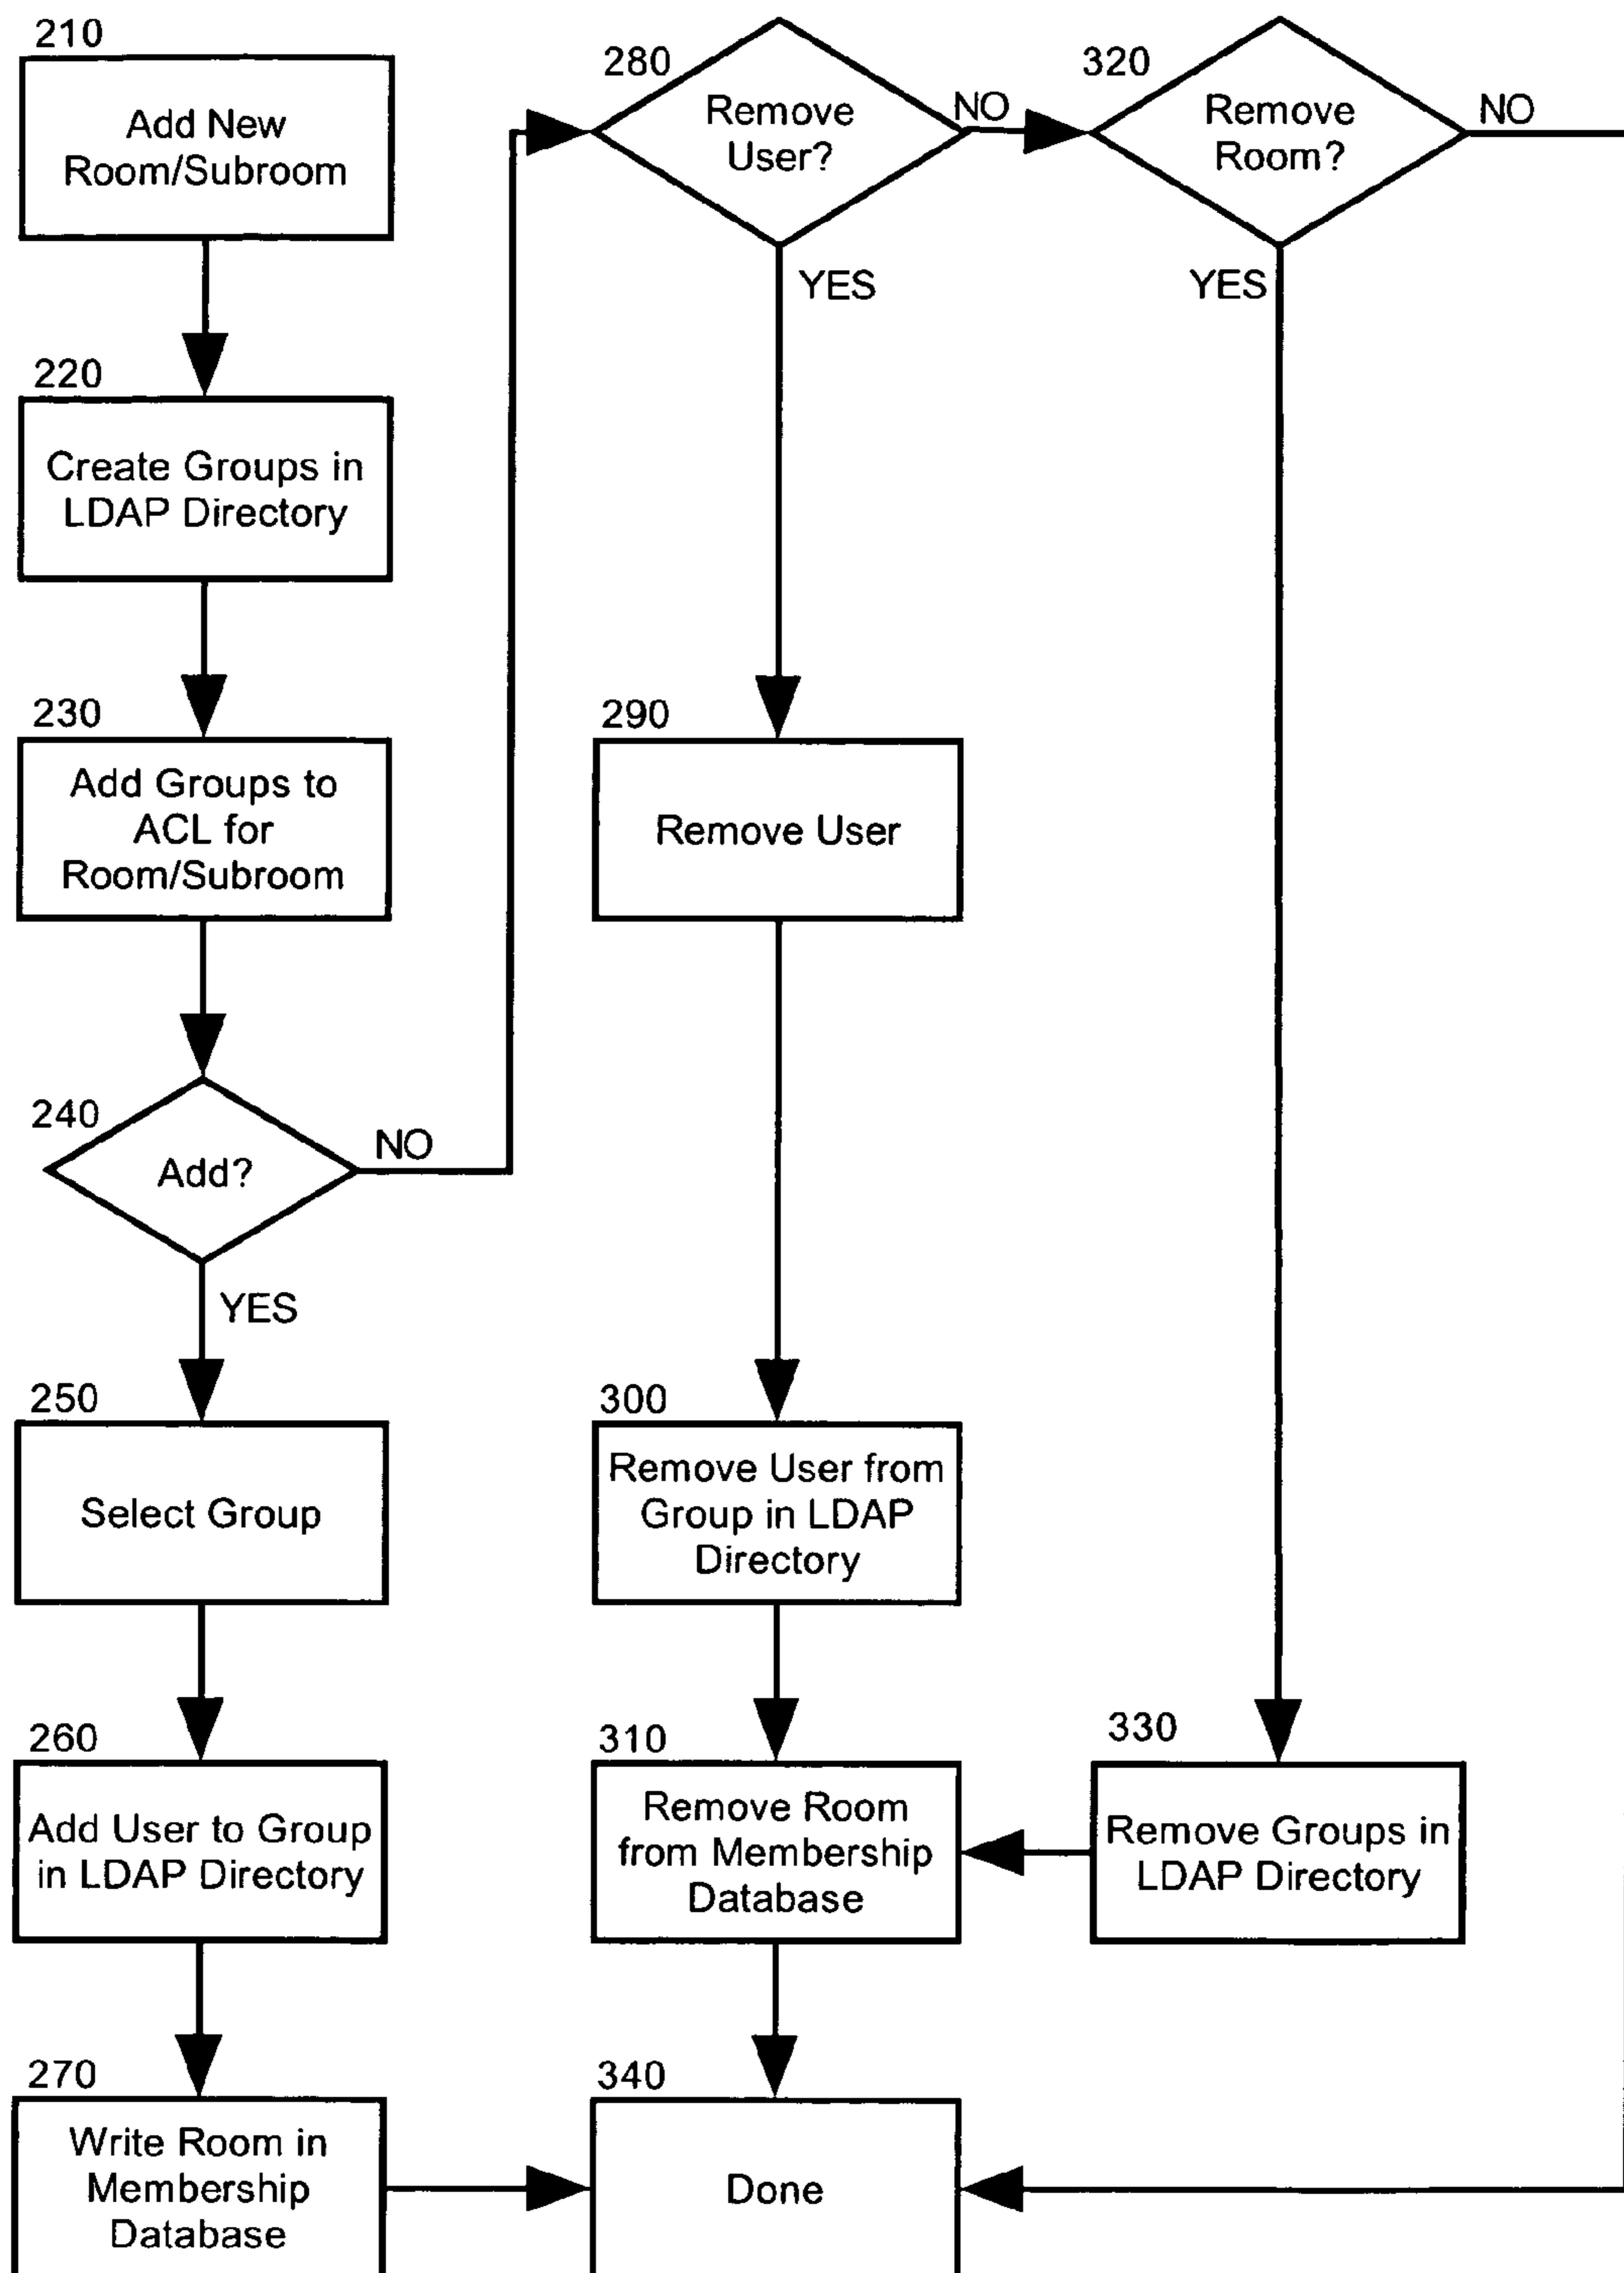 210
Add New
Room/Subroom
220
Create Groups in
LDAP Directory
230
Add Groups to
ACL for
Room/Subroom
240
Add?
NO
YES
250
Select Group
260
Add User to Group
in LDAP Directory
270
Write Room in
Membership
Database
280
Remove
User?
NO
YES
290
Remove User
300
Remove User from
Group in LDAP
Directory
310
Remove Room
from Membership
Database
320
Remove
Room?
NO
YES
330
Remove Groups in
LDAP Directory
340
Done